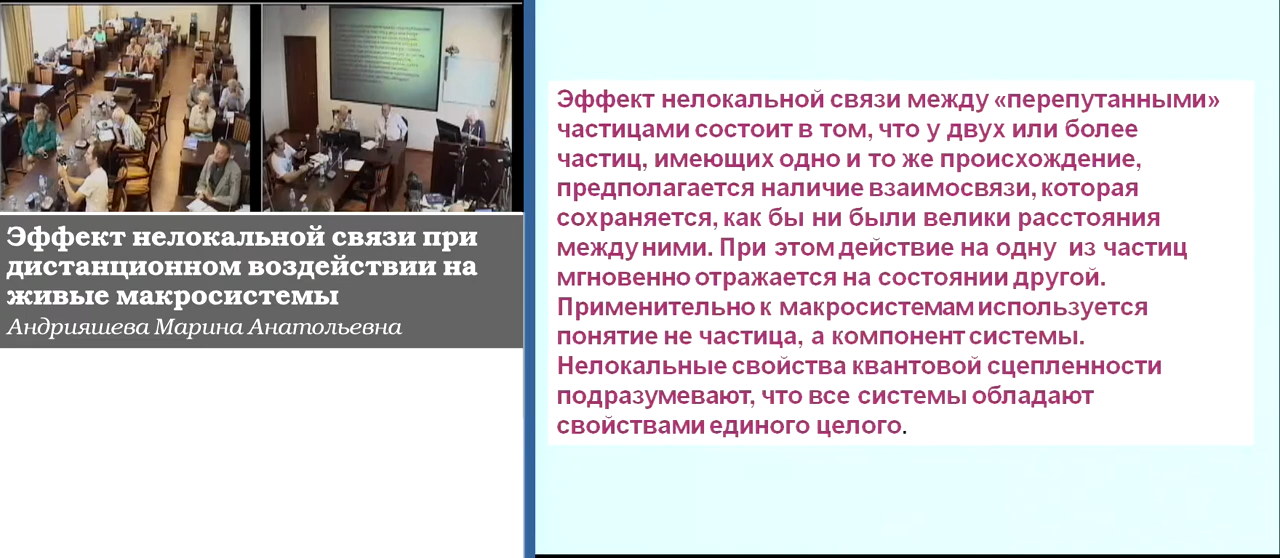 Эффект нелокальной связи при
дистанционном воздействии на
живые макросистемы
Андрияшева Марина Анатольевна
Эффект нелокальной связи между «перепутанными»
частицами состоит в том, что у двух или более
частиц, имеющих одно и то же происхождение,
предполагается наличие взаимосвязи, которая
сохраняется, как бы ни были велики расстояния
между ними. При этом действие на одну из частиц
мгновенно отражается на состоянии другой.
Применительно к макросистемам используется
понятие не частица, а компонент системы.
Нелокальные свойства квантовой сцепленности
подразумевают, что все системы обладают
свойствами единого целого.